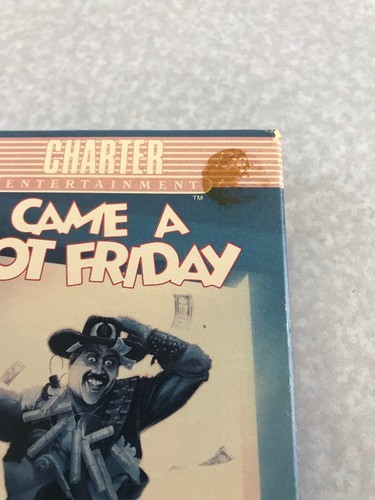 CHARTER
ENTERTAINMENT
TM
CAME A
OT FRIDAY